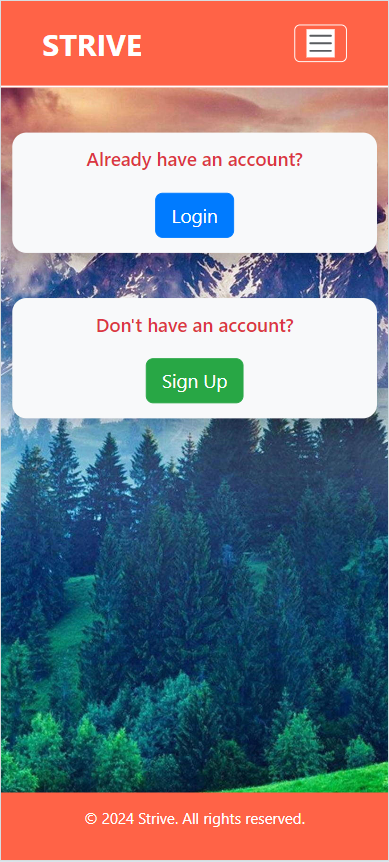 STRIVE
Already have an account?
Login
Don't have an account?
Sign Up
© 2024 Strive. All rights reserved.